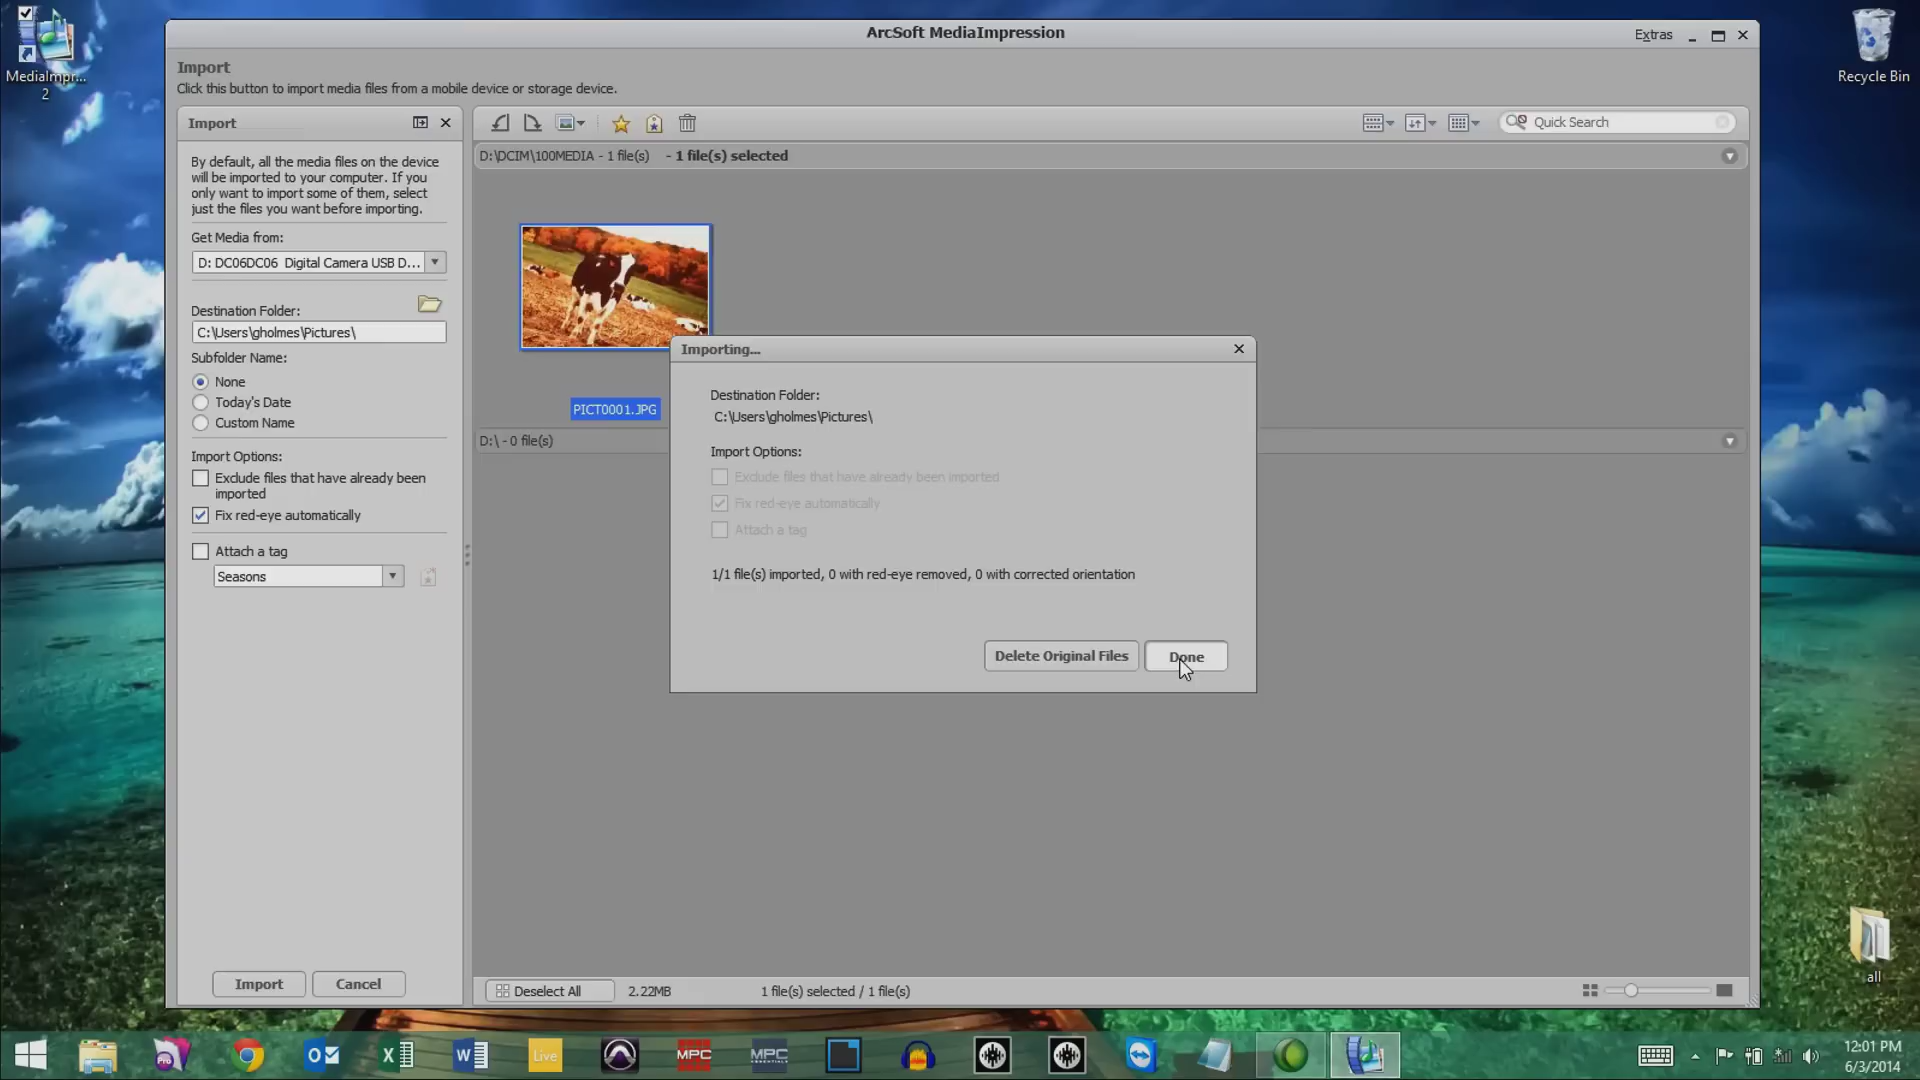 MediaImpr...
2
Recycle Bin
ArcSoft MediaImpression
Extras
Import
Click this button to import media files from a mobile device or storage device.
Import
By default, all the media files on the device
will be imported to your computer. If you
only want to import some of them, select
just the files you want before importing.
Get Media from:
D: DC06DC06 Digital Camera USB D...
Destination Folder:
C:\Users\gholmes\Pictures\
Subfolder Name:
None
Today's Date
Custom Name
Import Options:
Exclude files that have already been
imported
Fix red-eye automatically
Attach a tag
Seasons
Import
Cancel
Quick Search
D:\DCIM\100MEDIA - 1 file(s) - 1 file(s) selected
PICT0001.JPG
D:\ - 0 file(s)
Importing...
Destination Folder:
C:\Users\gholmes\Pictures\
Import Options:
Exclude files that have already been imported
Fix red-eye automatically
Attach a tag
1/1 file(s) imported, 0 with red-eye removed, 0 with corrected orientation
Delete Original Files
Done
Deselect All
2.22MB
1 file(s) selected / 1 file(s)
all
Pro
Live
MPC
MPC
12:01 PM
6/3/2014